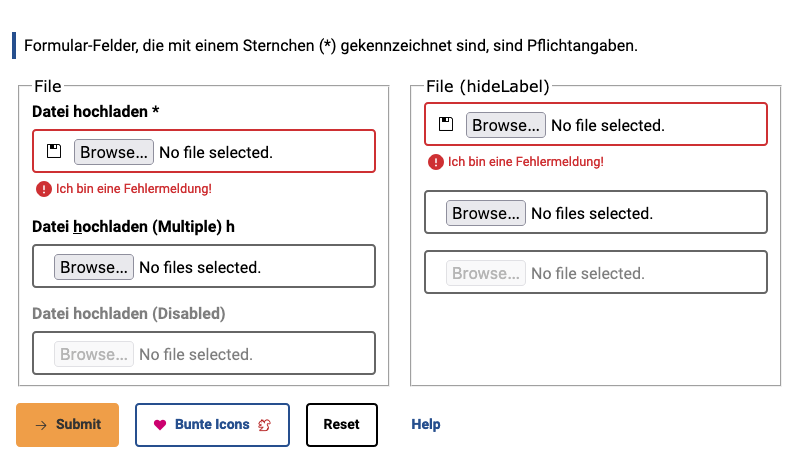 Formular-Felder, die mit einem Sternchen (*) gekennzeichnet sind, sind Pflichtangaben.
File
Datei hochladen *
Browse... No file selected.
Ich bin eine Fehlermeldung!
Datei hochladen (Multiple) h
Browse... No files selected.
Datei hochladen (Disabled)
Browse... No file selected.
File (hideLabel)
Browse... No file selected.
Ich bin eine Fehlermeldung!
Browse... No files selected.
Browse... No file selected.
→ Submit
Bunte Icons
Reset
Help